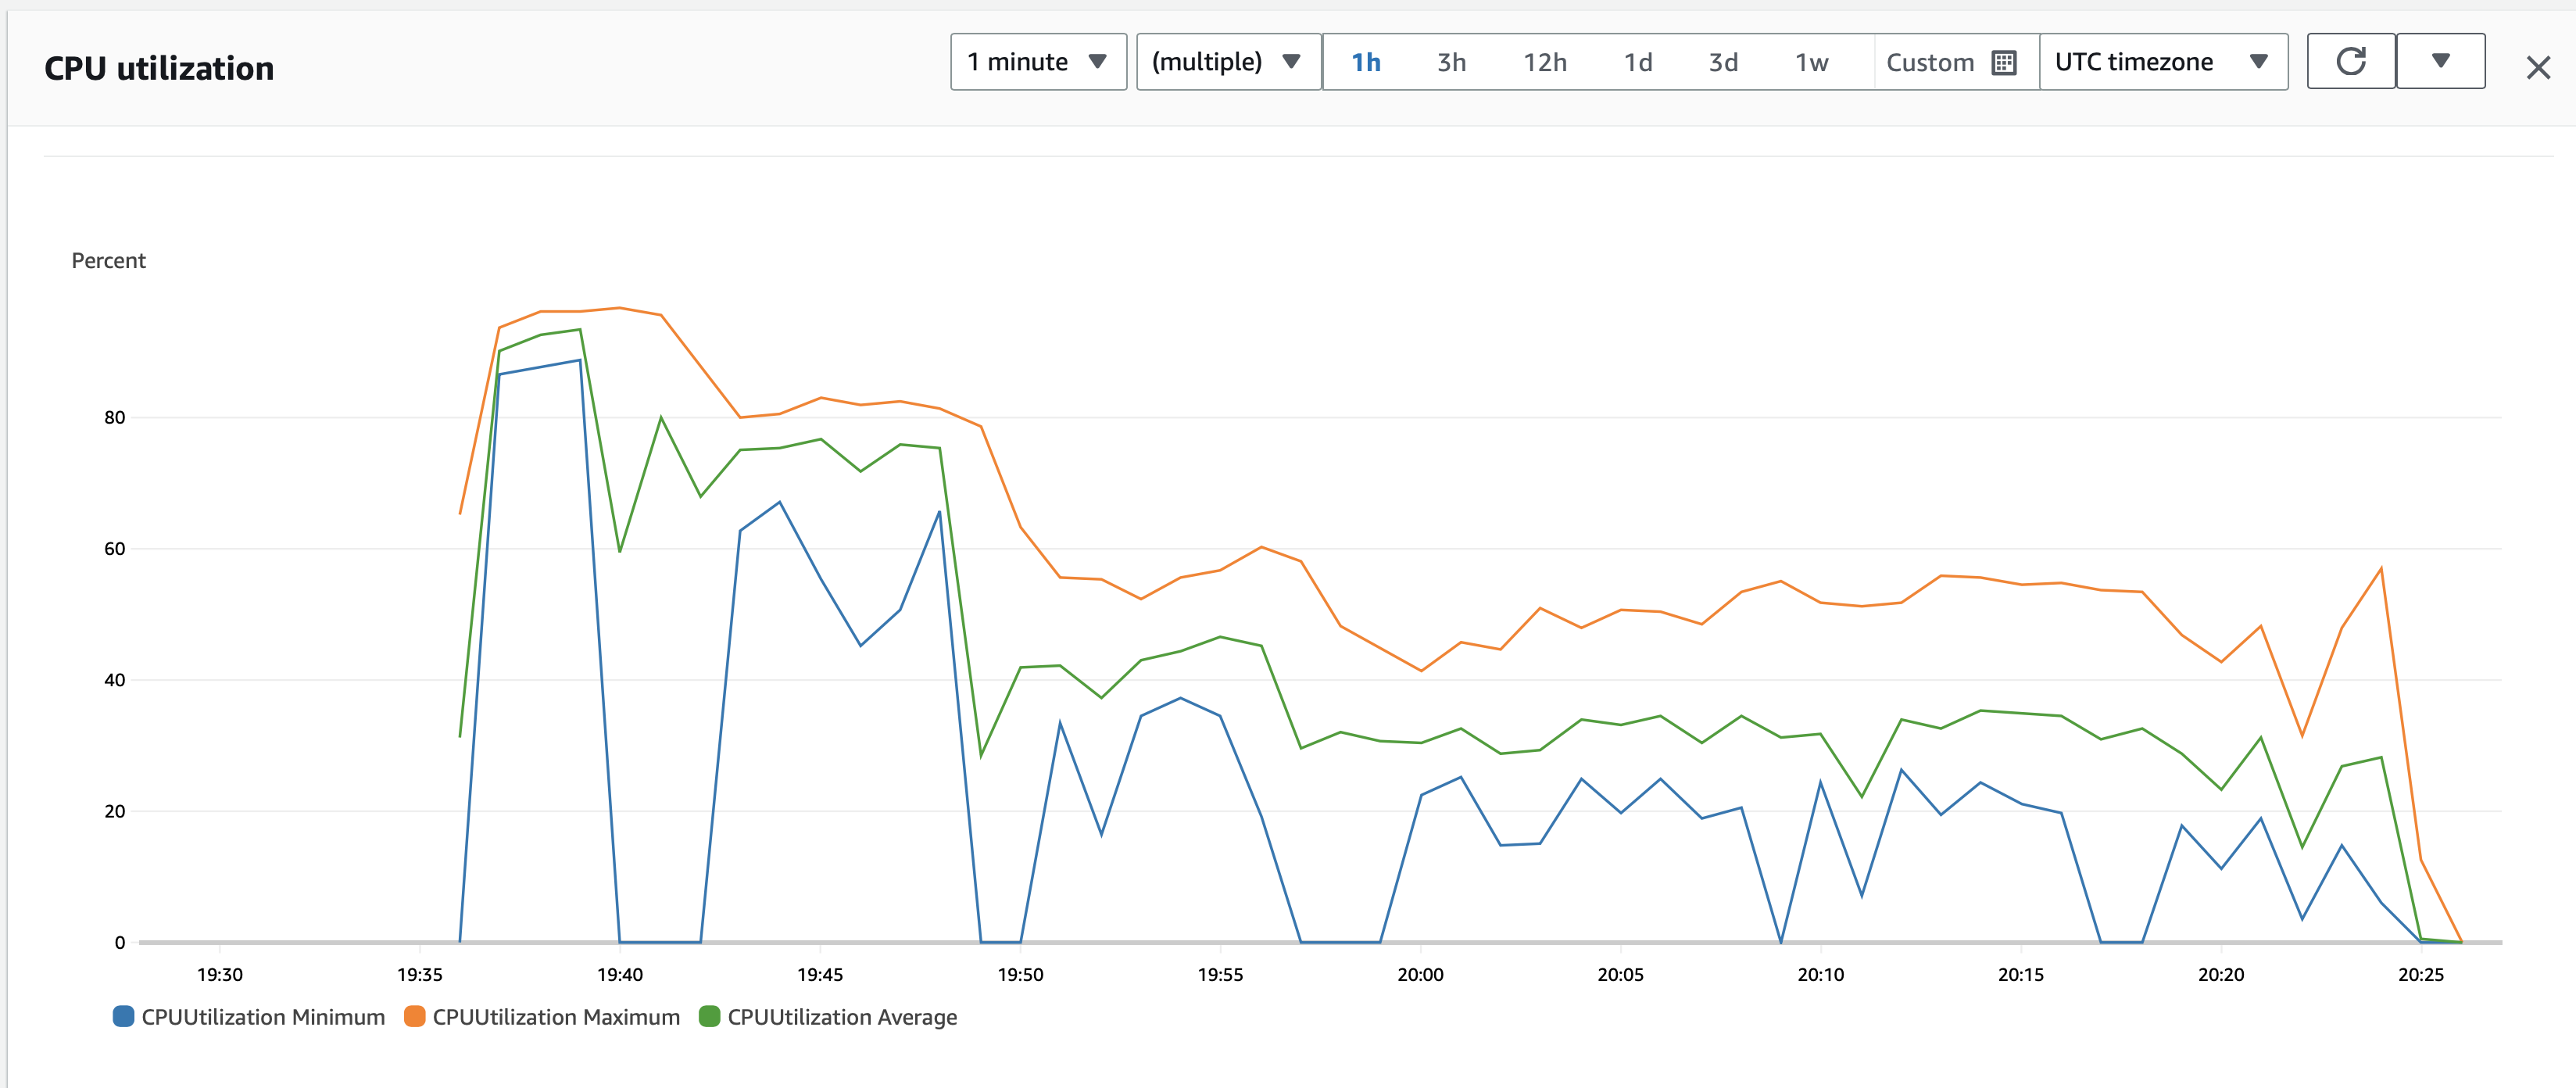 CPU utilization
1 minute (multiple) 1h 3h 12h 1d 3d 1w Custom UTC timezone
Percent
80
60
40
20
0
19:30 19:35 19:40 19:45 19:50 19:55 20:00 20:05 20:10 20:15 20:20 20:25
CPUUtilization Minimum CPUUtilization Maximum CPUUtilization Average